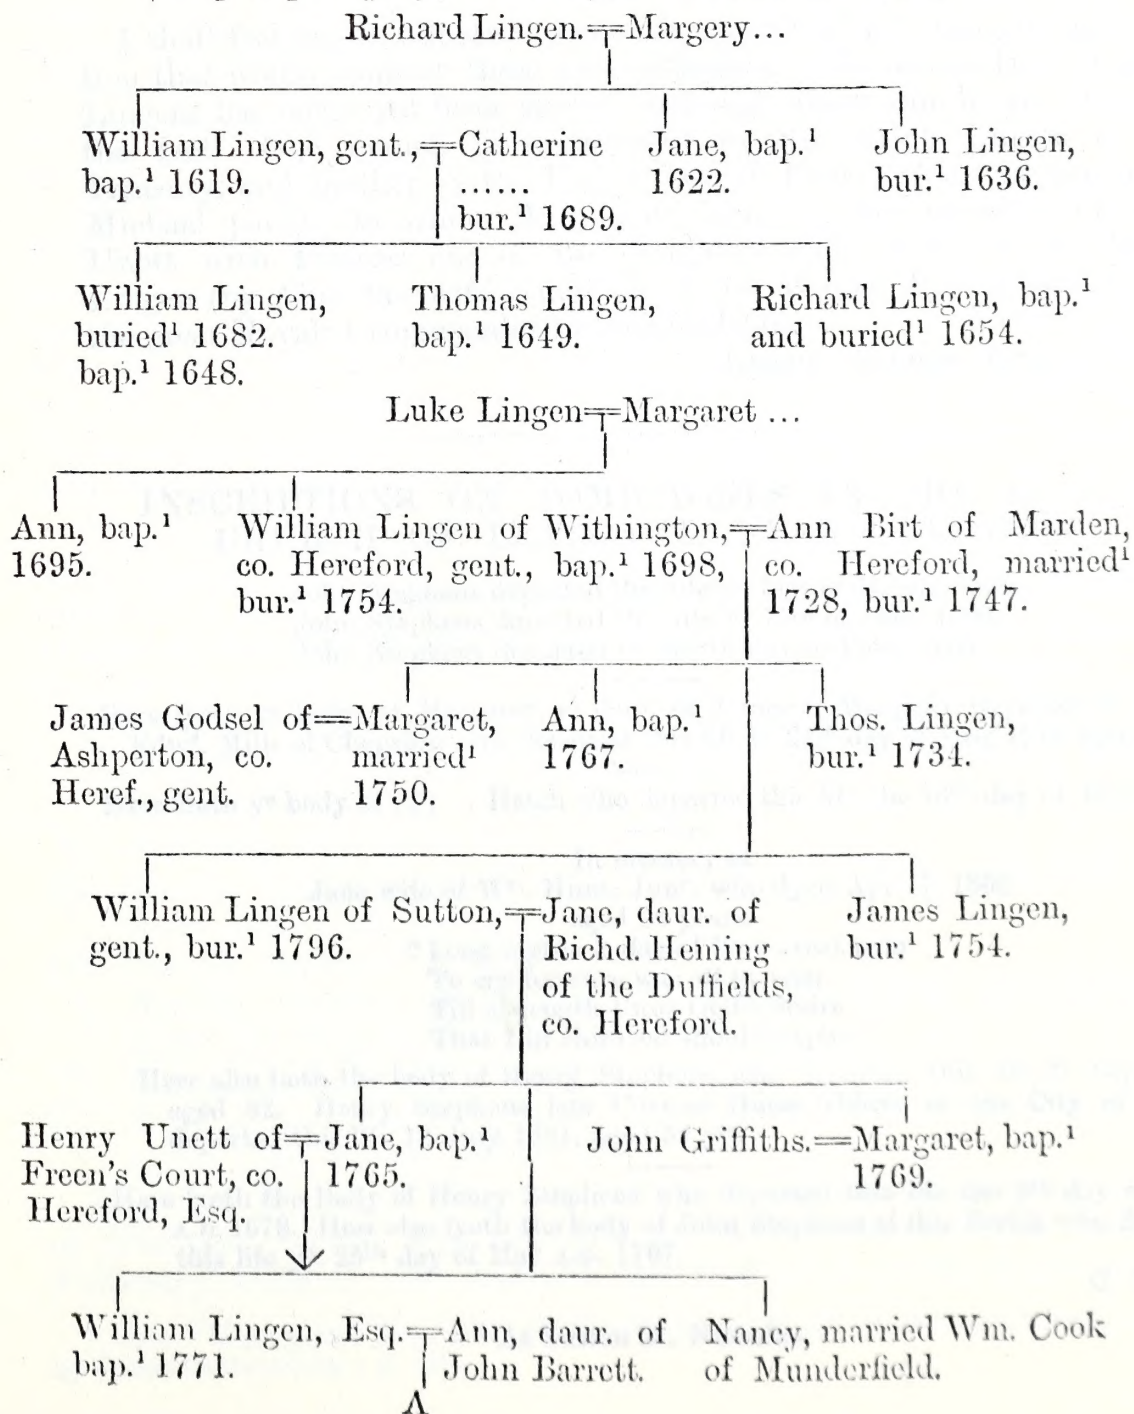 Richard Lingen.=Margery...
William Lingen, gent.,=Catherine
bap.¹ 1619.
......
bur.¹ 1689.
Jane, bap.¹
1622.
John Lingen,
bur.¹ 1636.
William Lingen,
buried¹ 1682.
bap.¹ 1648.
Thomas Lingen,
bap.¹ 1649.
Richard Lingen, bap.¹
and buried¹ 1654.
Luke Lingen=Margaret ...
Ann, bap.¹
1695.
William Lingen of Withington,=Ann Birt of Marden,
co. Hereford, gent., bap.¹ 1698,
bur.¹ 1754.
co. Hereford, married¹
1728, bur.¹ 1747.
James Godsel of=Margaret,
Ashperton, co.
Heref., gent.
married¹
1750.
Ann, bap.¹
1767.
Thos. Lingen,
bur.¹ 1734.
William Lingen of Sutton,=Jane, daur. of
gent., bur.¹ 1796.
Richd. Heming
of the Duffields,
co. Hereford.
James Lingen,
bur.¹ 1754.
Henry Unett of=Jane, bap.¹
Freen's Court, co.
Hereford, Esq.
1765.
John Griffiths.=Margaret, bap.¹
1769.
William Lingen, Esq.=Ann, daur. of
bap.¹ 1771.
John Barrett.
Nancy, married Wm. Cook
of Munderfield.
A